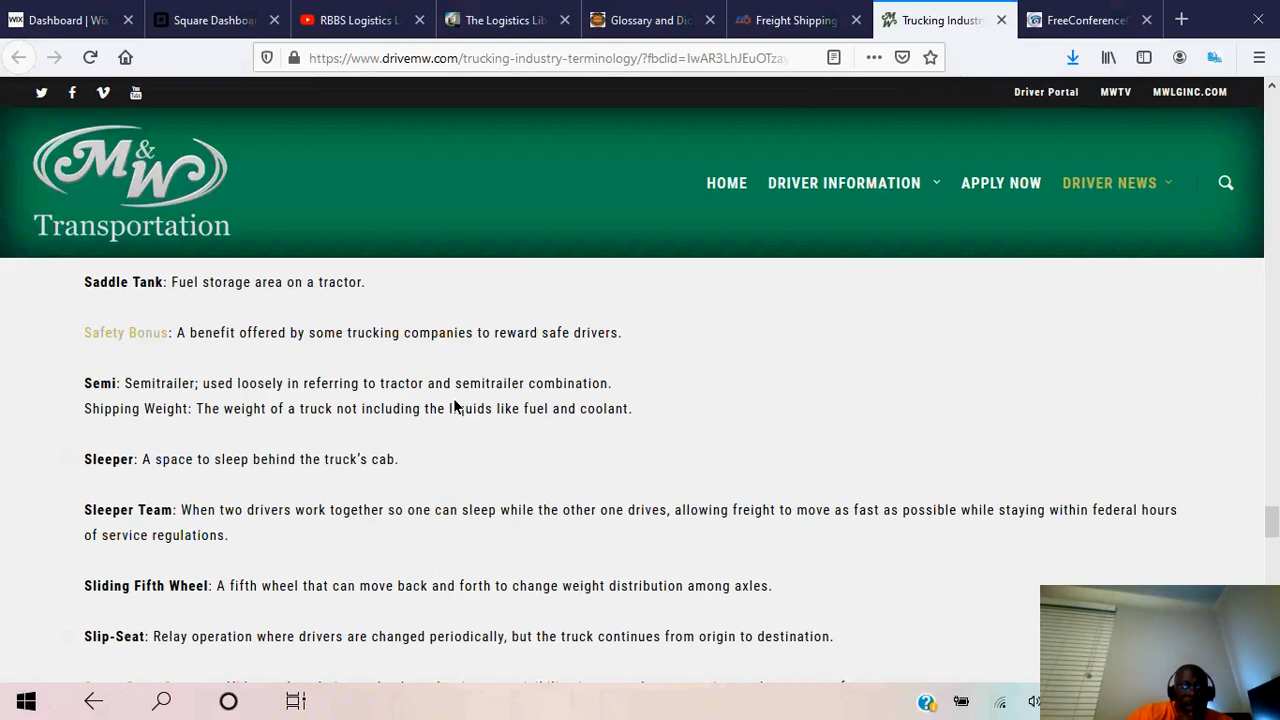 Dashboard | Wix
Square Dashboa
RBBS Logistics L
The Logistics Lib
Glossary and Dic
Freight Shipping
Trucking Industr
FreeConference
https://www.drivemw.com/trucking-industry-terminology/?fbclid=IwAR3LhJEuOTzay
Driver Portal MWTV MWLGINC.COM
M&W
Transportation
HOME DRIVER INFORMATION APPLY NOW DRIVER NEWS
Saddle Tank: Fuel storage area on a tractor.
Safety Bonus: A benefit offered by some trucking companies to reward safe drivers.
Semi: Semitrailer; used loosely in referring to tractor and semitrailer combination.
Shipping Weight: The weight of a truck not including the liquids like fuel and coolant.
Sleeper: A space to sleep behind the truck’s cab.
Sleeper Team: When two drivers work together so one can sleep while the other one drives, allowing freight to move as fast as possible while staying within federal hours
of service regulations.
Sliding Fifth Wheel: A fifth wheel that can move back and forth to change weight distribution among axles.
Slip-Seat: Relay operation where drivers are changed periodically, but the truck continues from origin to destination.